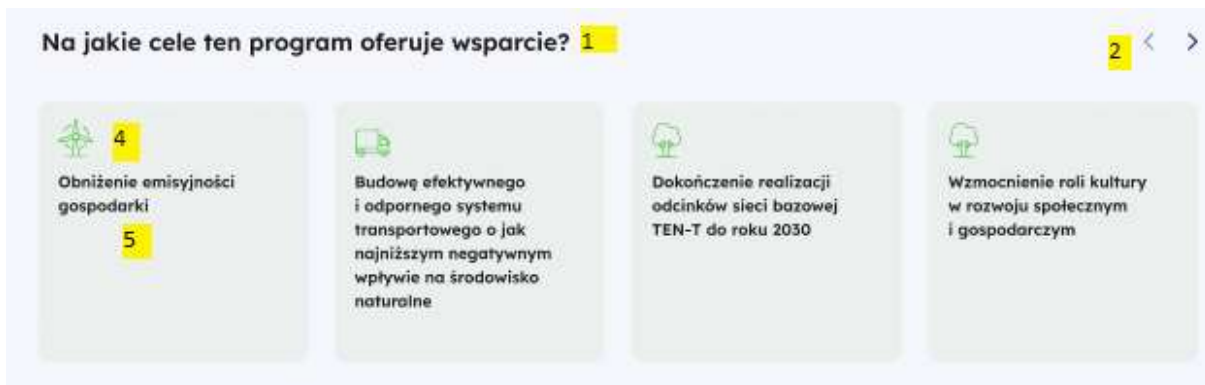 Na jakie cele ten program oferuje wsparcie? 1
2
4
Obniżenie emisyjności
gospodarki
5
Budowę efektywnego
i odpornego systemu
transportowego o jak
najniższym negatywnym
wpływie na środowisko
naturalne
Dokończenie realizacji
odcinków sieci bazowej
TEN-T do roku 2030
Wzmocnienie roli kultury
w rozwoju społecznym
i gospodarczym